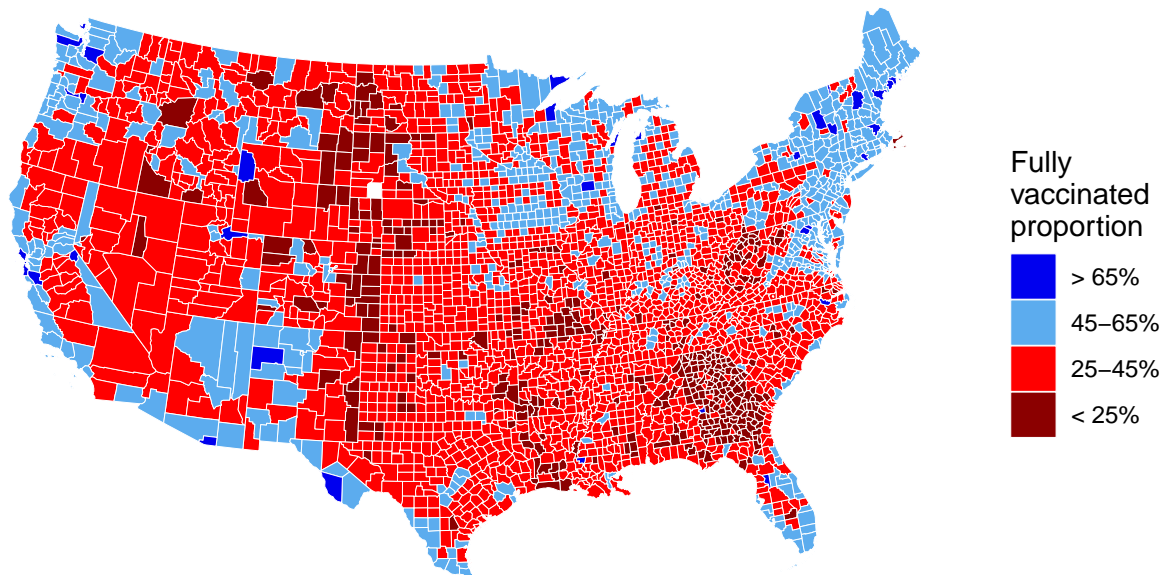 Fully
vaccinated
proportion
> 65%
45−65%
25−45%
< 25%